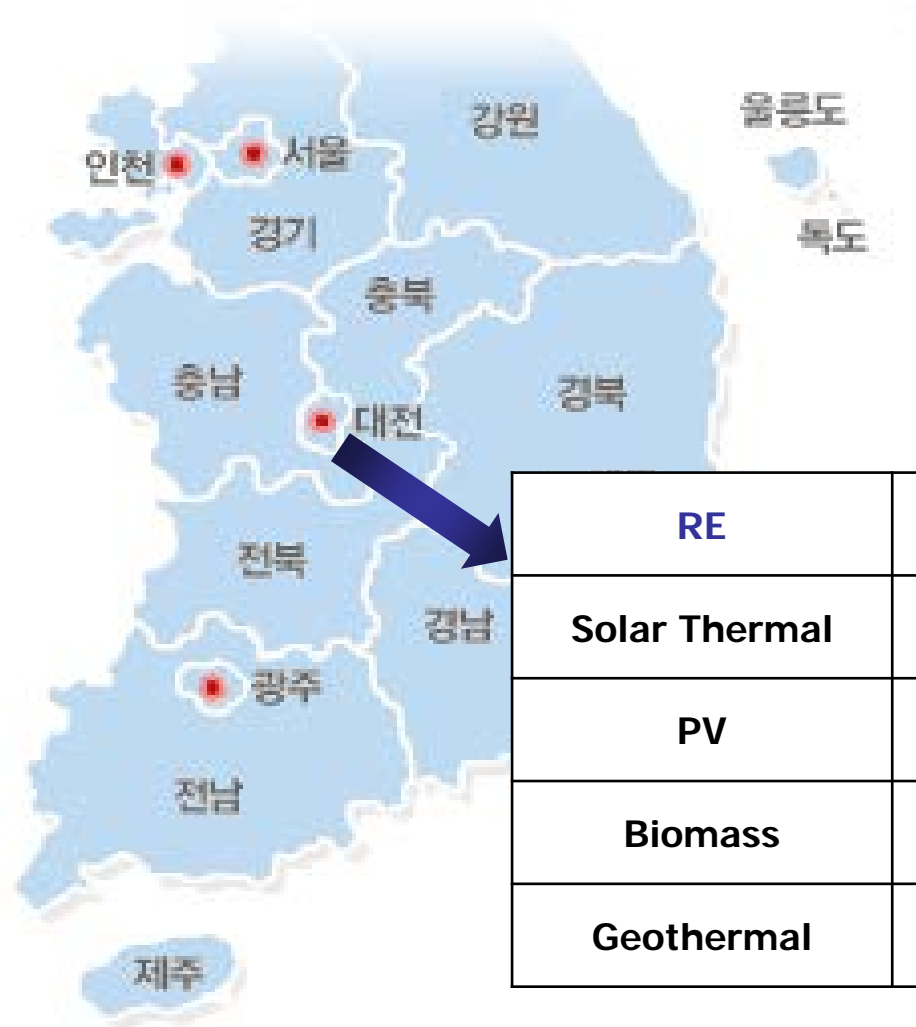 강원
울릉도
인천
서울
독도
경기
충북
충남
경북
대전
전북
경남
광주
전남
제주
RE
Solar Thermal
PV
Biomass
Geothermal